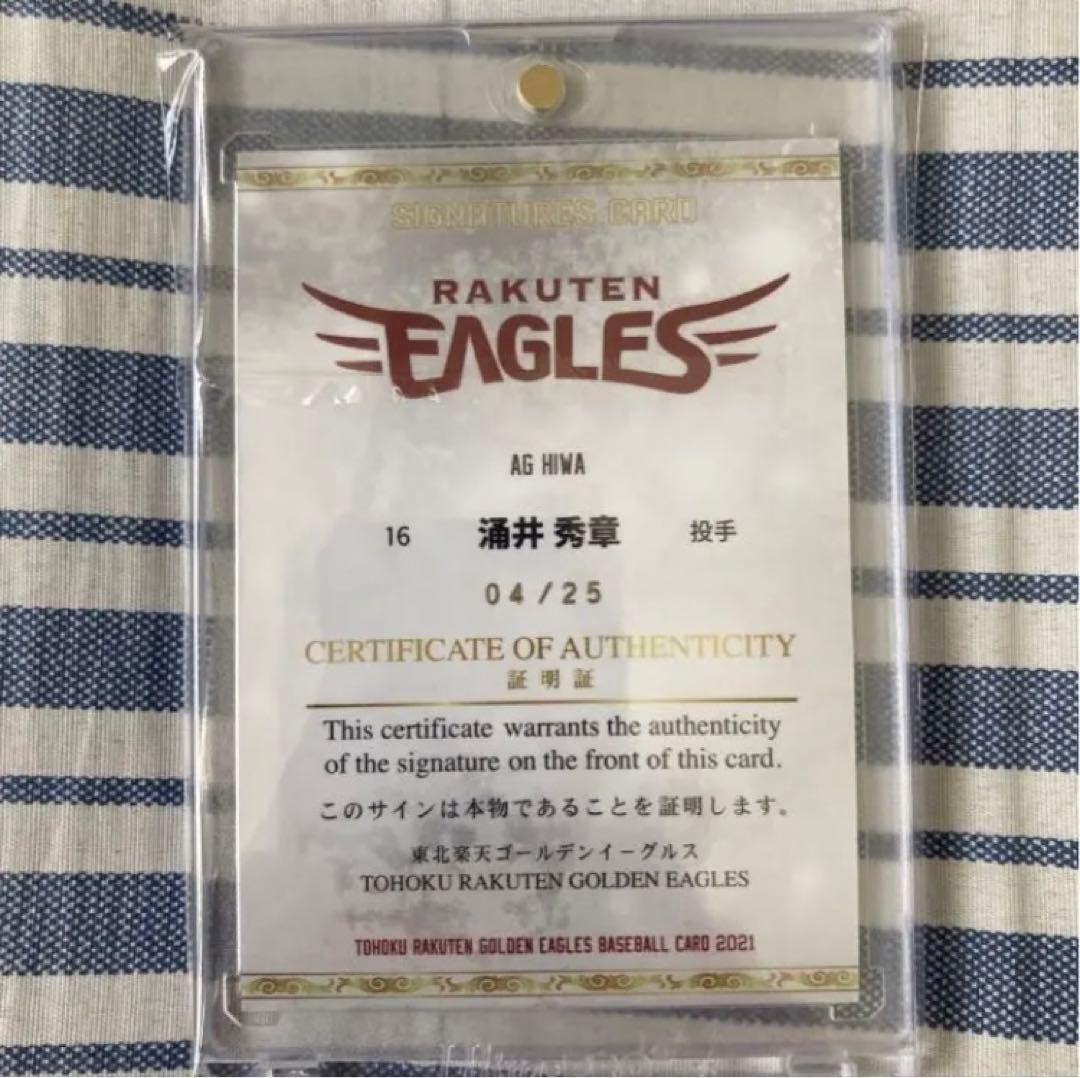 SIGNATURES CARD
RAKUTEN
EAGLES
AG HIWA
16 涌井 秀章 投手
04/25
CERTIFICATE OF AUTHENTICITY
証明証
This certificate warrants the authenticity
of the signature on the front of this card.
このサインは本物であることを証明します。
東北楽天ゴールデンイーグルス
TOHOKU RAKUTEN GOLDEN EAGLES
TOHOKU RAKUTEN GOLDEN EAGLES BASEBALL CARD 2021